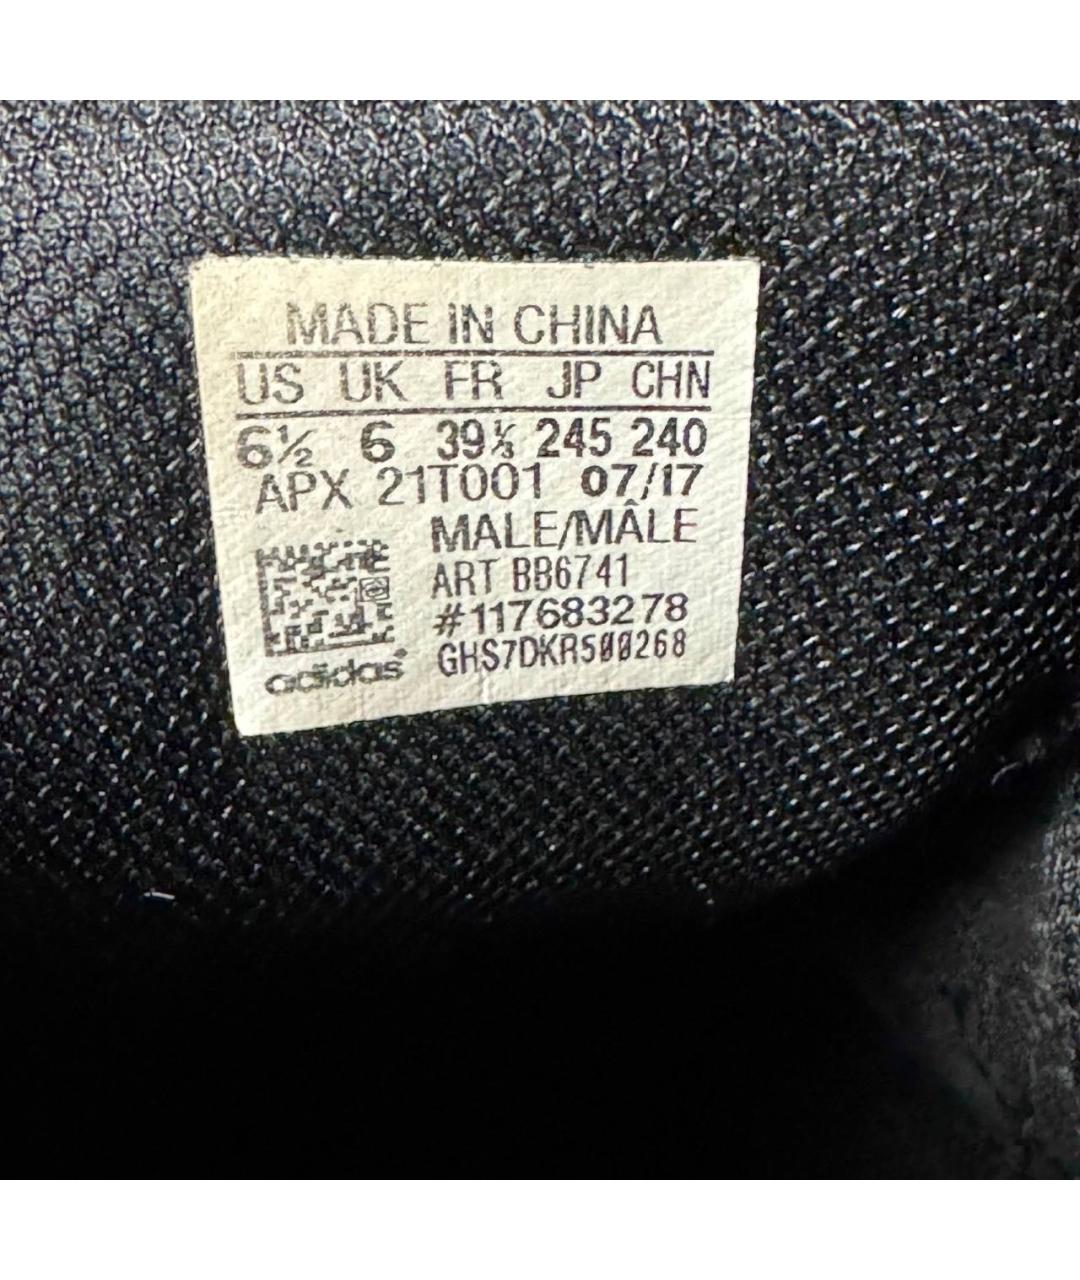 MADE IN CHINA
US UK FR JP CHN
6½ 6 39⅓ 245 240
APX 21T001 07/17
MALE/MÂLE
ART BB6741
#117683278
GHS7DKR500268
adidas®